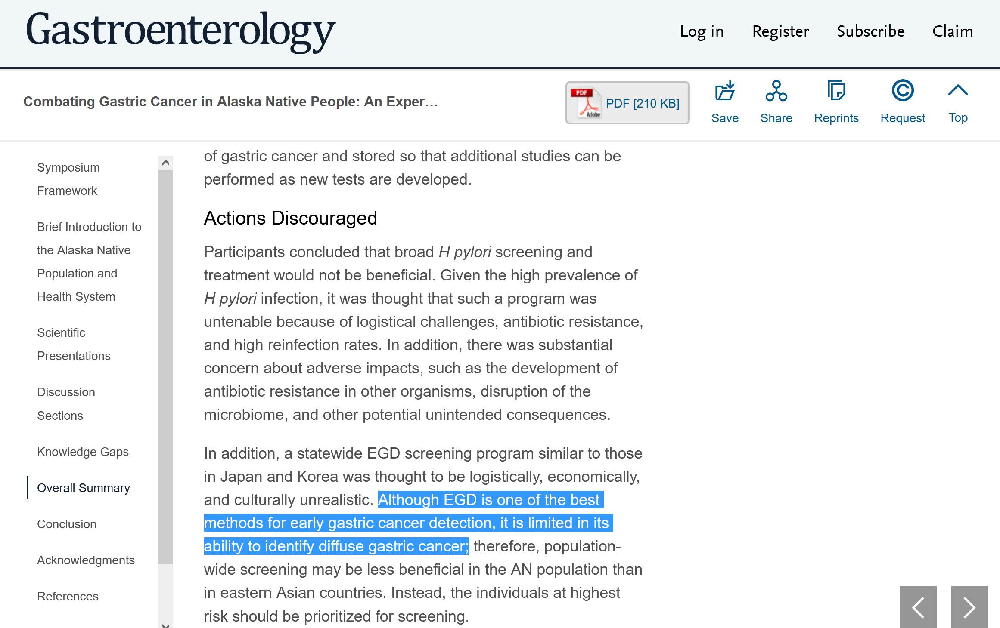 Gastroenterology
Log in Register Subscribe Claim
Combating Gastric Cancer in Alaska Native People: An Exper…
PDF Adobe PDF [210 KB]
Save Share Reprints Request Top
Symposium
Framework
Brief Introduction to
the Alaska Native
Population and
Health System
Scientific
Presentations
Discussion
Sections
Knowledge Gaps
Overall Summary
Conclusion
Acknowledgments
References
of gastric cancer and stored so that additional studies can be
performed as new tests are developed.
Actions Discouraged
Participants concluded that broad H pylori screening and
treatment would not be beneficial. Given the high prevalence of
H pylori infection, it was thought that such a program was
untenable because of logistical challenges, antibiotic resistance,
and high reinfection rates. In addition, there was substantial
concern about adverse impacts, such as the development of
antibiotic resistance in other organisms, disruption of the
microbiome, and other potential unintended consequences.
In addition, a statewide EGD screening program similar to those
in Japan and Korea was thought to be logistically, economically,
and culturally unrealistic. Although EGD is one of the best
methods for early gastric cancer detection, it is limited in its
ability to identify diffuse gastric cancer; therefore, population-
wide screening may be less beneficial in the AN population than
in eastern Asian countries. Instead, the individuals at highest
risk should be prioritized for screening.